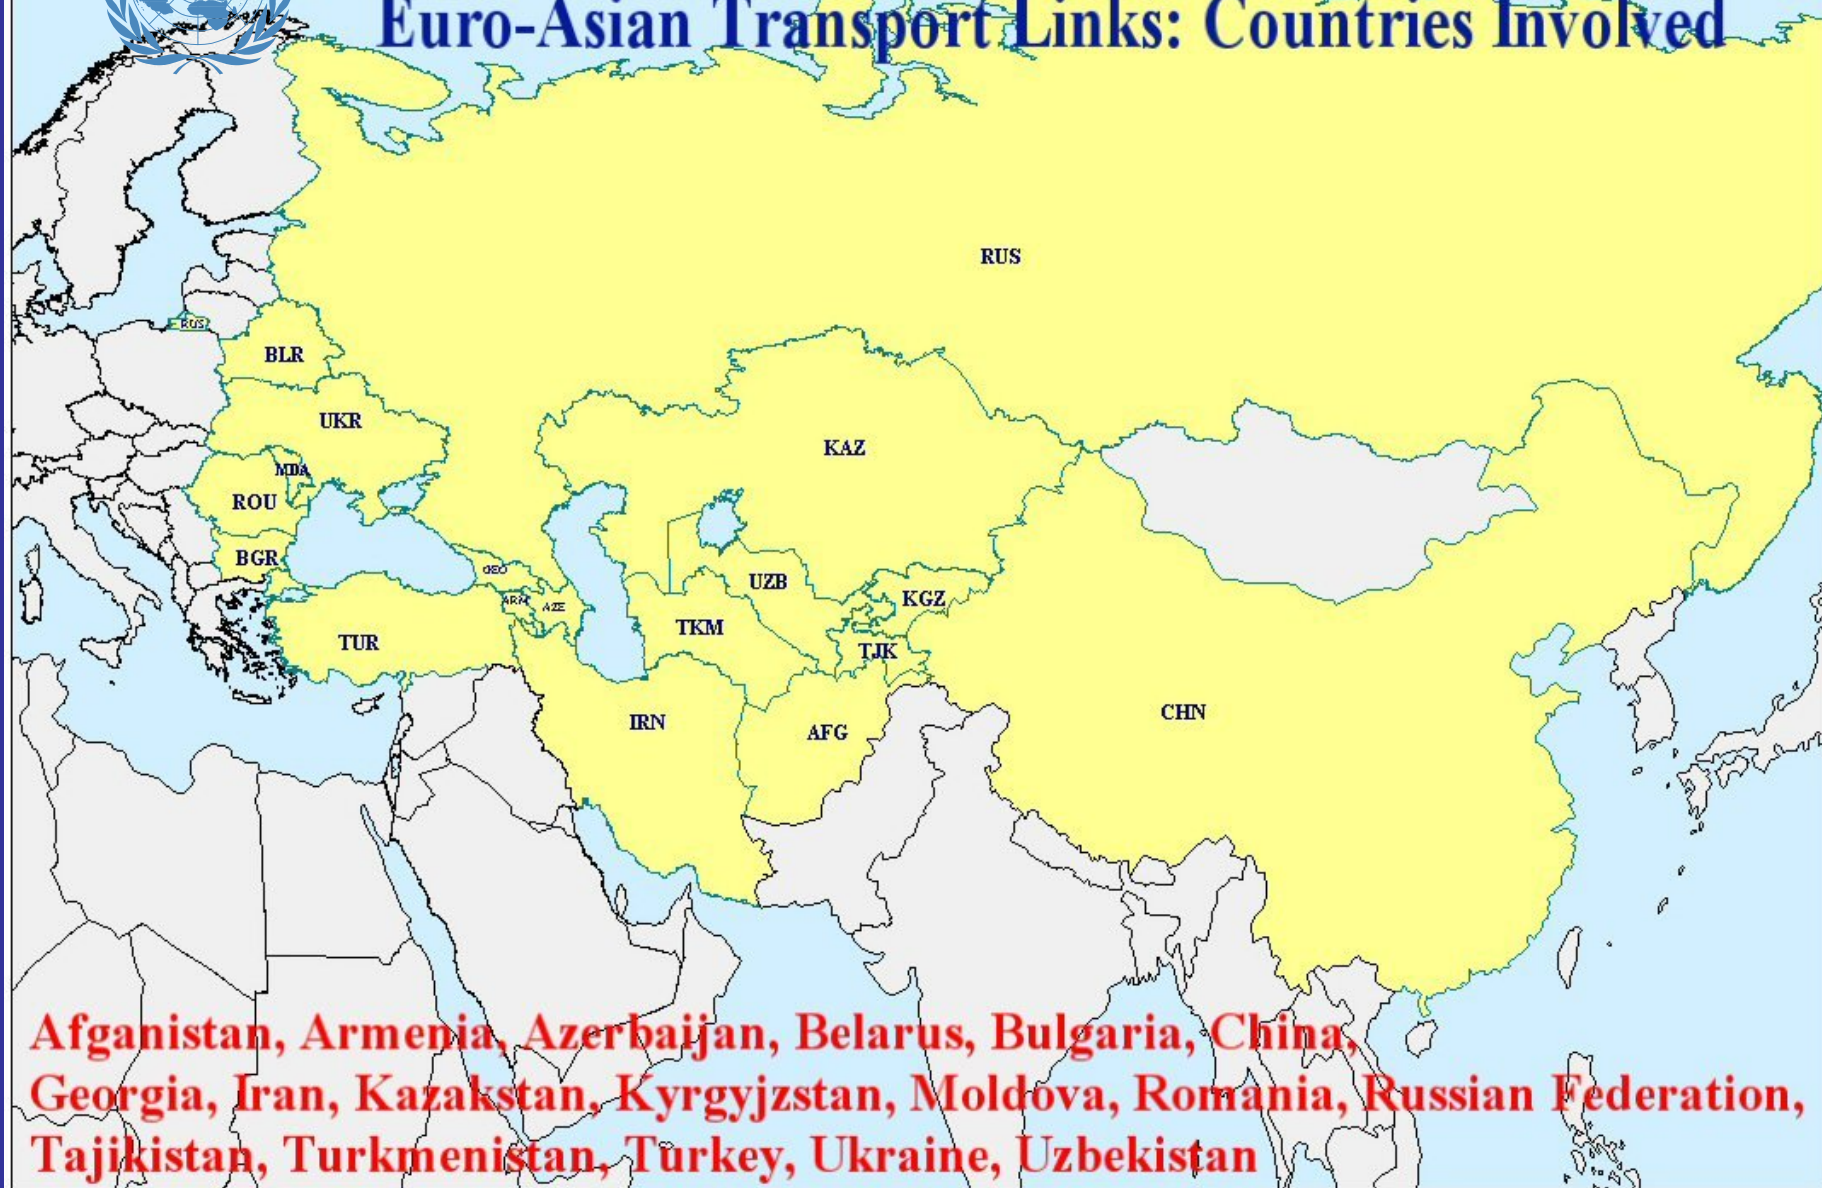 Euro-Asian Transport Links: Countries Involved
RUS
RUS
BLR
UKR
KAZ
MDA
ROU
BGR
GEO
UZB
ARM
AZE
KGZ
TKM
TUR
TJK
IRN
AFG
CHN
Afganistan, Armenia, Azerbaijan, Belarus, Bulgaria, China,
Georgia, Iran, Kazakstan, Kyrgyjzstan, Moldova, Romania, Russian Federation,
Tajikistan, Turkmenistan, Turkey, Ukraine, Uzbekistan